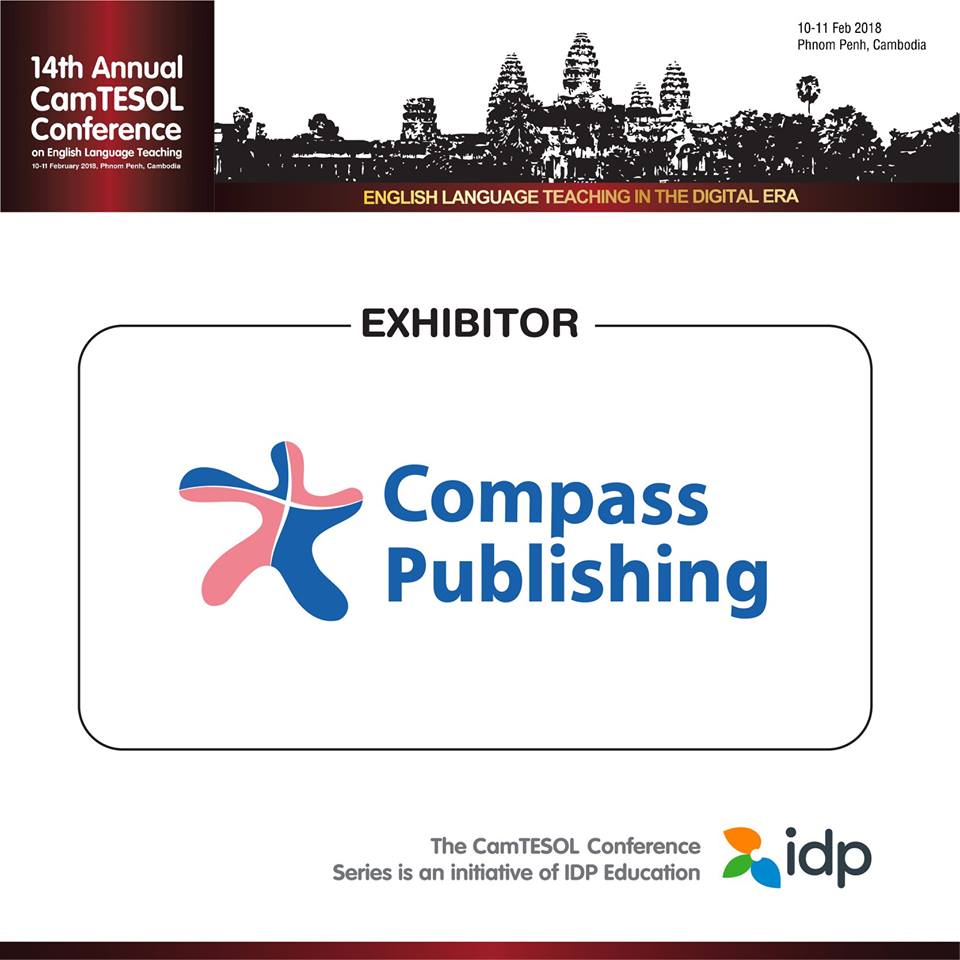 14th Annual
CamTESOL
Conference
on English Language Teaching
10-11 February 2018, Phnom Penh, Cambodia
10-11 Feb 2018
Phnom Penh, Cambodia
ENGLISH LANGUAGE TEACHING IN THE DIGITAL ERA
EXHIBITOR
Compass
Publishing
The CamTESOL Conference
Series is an initiative of IDP Education
idp